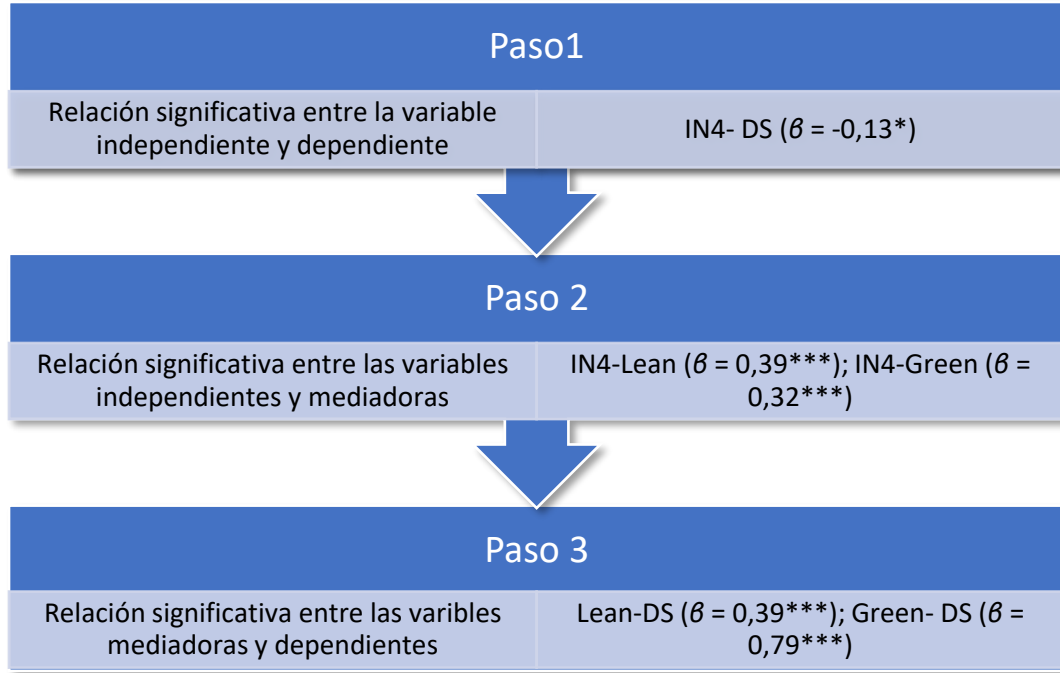 Paso1
Relación significativa entre la variable
independiente y dependiente
IN4- DS (β = -0,13*)
Paso 2
Relación significativa entre las variables
independientes y mediadoras
IN4-Lean (β = 0,39***); IN4-Green (β =
0,32***)
Paso 3
Relación significativa entre las varibles
mediadoras y dependientes
Lean-DS (β = 0,39***); Green- DS (β =
0,79***)